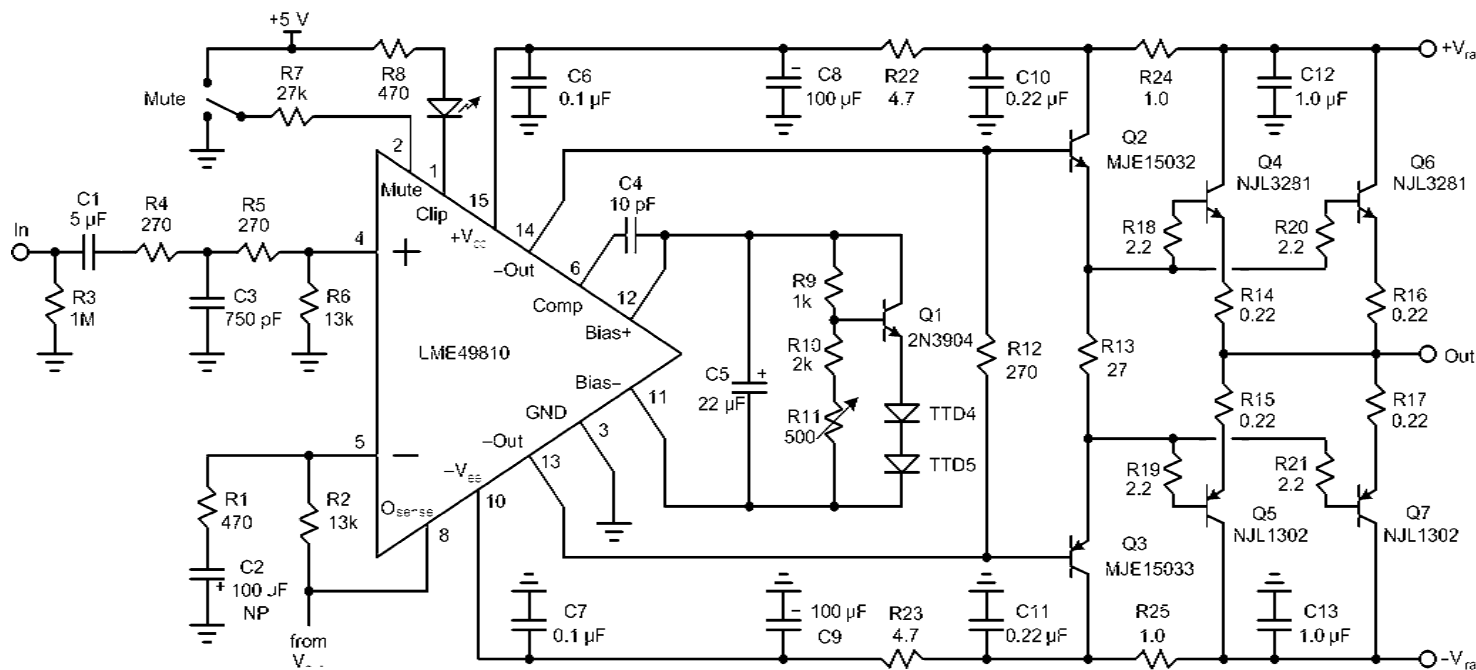 +5 V
R7
27k
R8
470
Mute
2
1
Mute
Clip
15
+V_CC
14
–Out
C6
0.1 µF
–
C8
100 µF
R22
4.7
C10
0.22 µF
R24
1.0
C12
1.0 µF
+V_ra
Q2
MJE15032
Q4
NJL3281
Q6
NJL3281
In
C1
5 µF
R4
270
R5
270
4
+
R3
1M
C3
750 pF
R6
13k
LME49810
C4
10 pF
6
Comp
12
Bias+
R9
1k
R10
2k
R11
500
Q1
2N3904
C5
+
22 µF
TTD4
TTD5
R12
270
R13
27
R18
2.2
R20
2.2
R14
0.22
R16
0.22
Out
R15
0.22
R17
0.22
R19
2.2
R21
2.2
Q5
NJL1302
Q7
NJL1302
Q3
MJE15033
Bias–
11
GND
3
–Out
13
–V_EE
10
O_sense
8
5
–
R1
470
R2
13k
C2
+
100 µF
NP
from
C7
0.1 µF
–
100 µF
C9
R23
4.7
C11
0.22 µF
R25
1.0
C13
1.0 µF
–V_ra